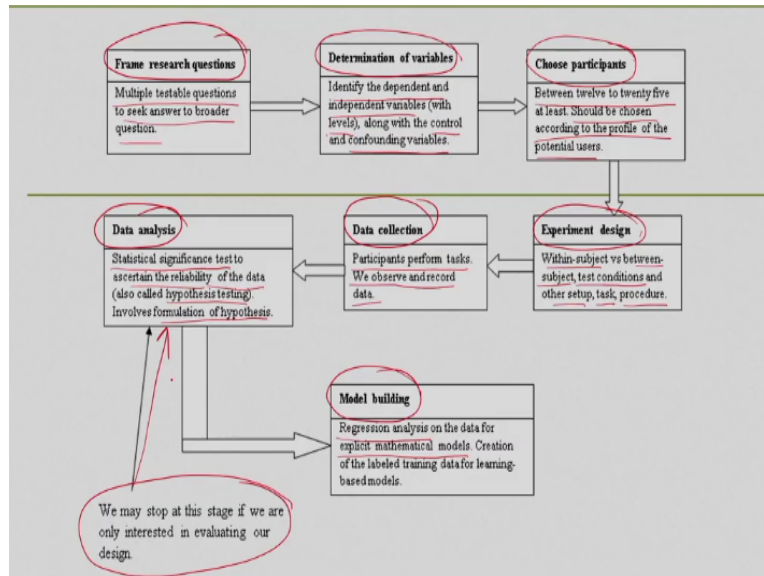 Frame research questions
Multiple testable questions
to seek answer to broader
question.
Determination of variables
Identify the dependent and
independent variables (with
levels), along with the control
and confounding variables.
Choose participants
Between twelve to twenty five
at least. Should be chosen
according to the profile of the
potential users.
Experiment design
Within-subject vs between-
subject, test conditions and
other setup, task, procedure.
Data collection
Participants perform tasks.
We observe and record
data.
Data analysis
Statistical significance test to
ascertain the reliability of the data
(also called hypothesis testing).
Involves formulation of hypothesis.
Model building
Regression analysis on the data for
explicit mathematical models. Creation
of the labeled training data for learning-
based models.
We may stop at this stage if we are
only interested in evaluating our
design.